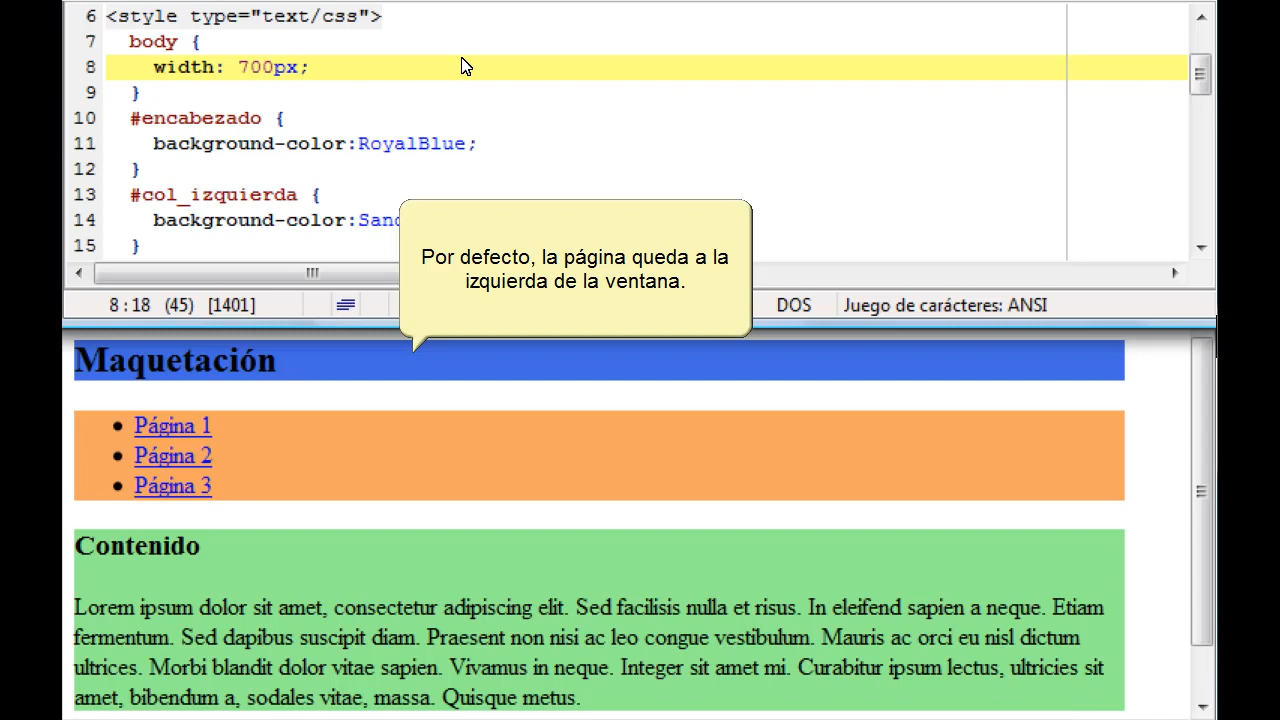 6 <style type="text/css">
7 body {
8 width: 700px;
9 }
10 #encabezado {
11 background-color:RoyalBlue;
12 }
13 #col_izquierda {
14 background-color:
15 }
Por defecto, la página queda a la
izquierda de la ventana.
8:18 (45) [1401] DOS Juego de carácteres: ANSI
Maquetación
• Página 1
• Página 2
• Página 3
Contenido
Lorem ipsum dolor sit amet, consectetur adipiscing elit. Sed facilisis nulla et risus. In eleifend sapien a neque. Etiam
fermentum. Sed dapibus suscipit diam. Praesent non nisi ac leo congue vestibulum. Mauris ac orci eu nisl dictum
ultrices. Morbi blandit dolor vitae sapien. Vivamus in neque. Integer sit amet mi. Curabitur ipsum lectus, ultricies sit
amet, bibendum a, sodales vitae, massa. Quisque metus.